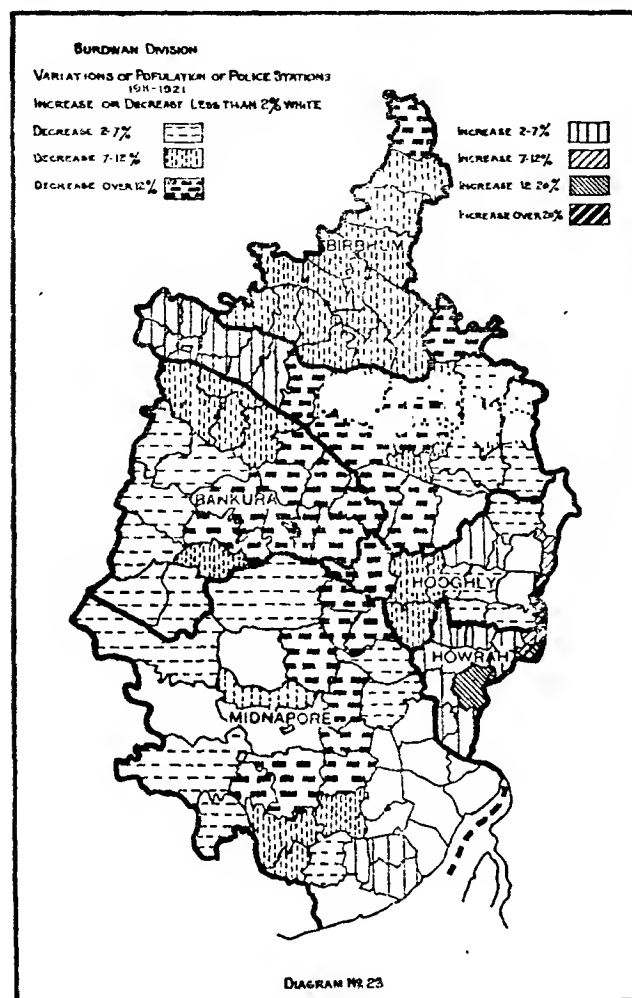 BURDWAN DIVISION
VARIATIONS OF POPULATION OF POLICE STATIONS
1911-1921
INCREASE OR DECREASE LESS THAN 2% WHITE
DECREASE 2-7%
DECREASE 7-12%
DECREASE OVER 12%
INCREASE 2-7%
INCREASE 7-12%
INCREASE 12-20%
INCREASE OVER 20%
BIRBHUM
BANKURA
HOOGHLY
HOWRAH
MIDNAPORE
DIAGRAM No. 23